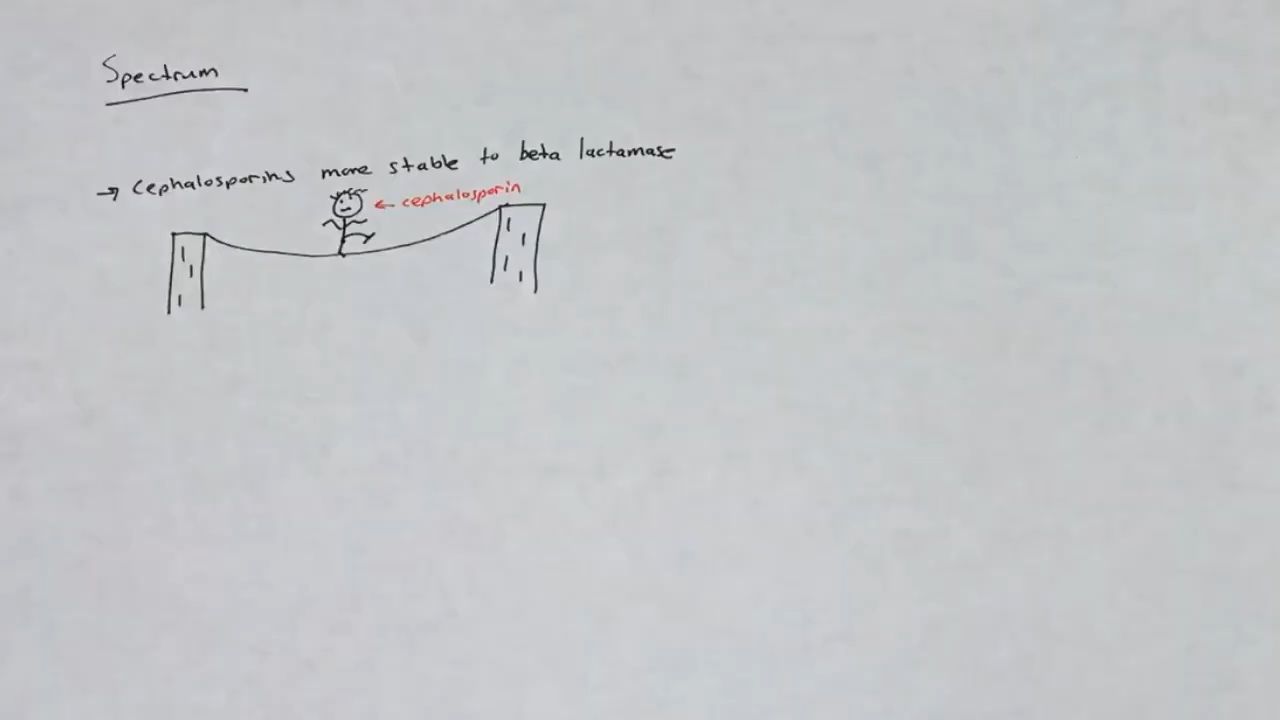 Spectrum
→ Cephalosporins more stable to beta lactamase
← cephalosporin